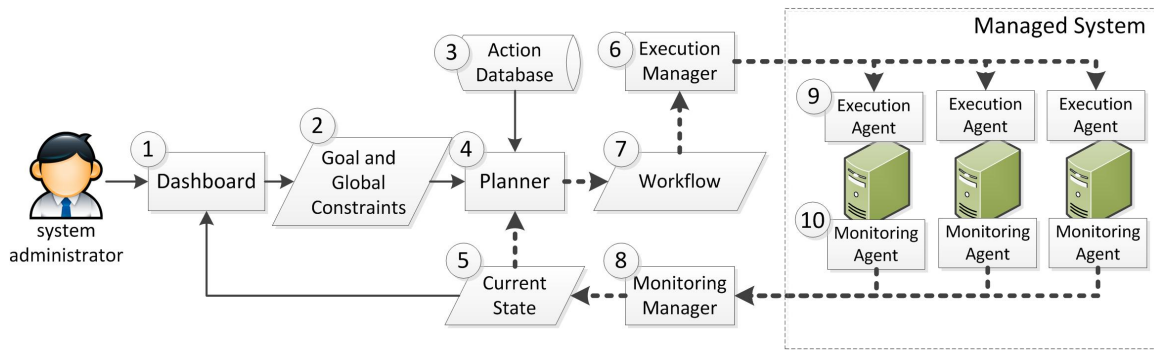 Managed System
3
Action
Database
6
Execution
Manager
9
Execution
Agent
Execution
Agent
Execution
Agent
1
Dashboard
2
Goal and
Global
Constraints
4
Planner
7
Workflow
system
administrator
5
Current
State
8
Monitoring
Manager
10
Monitoring
Agent
Monitoring
Agent
Monitoring
Agent